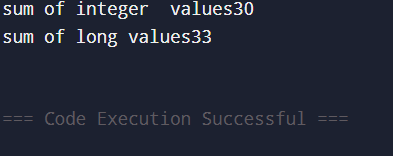 sum of integer  values30
sum of long values33
=== Code Execution Successful ===